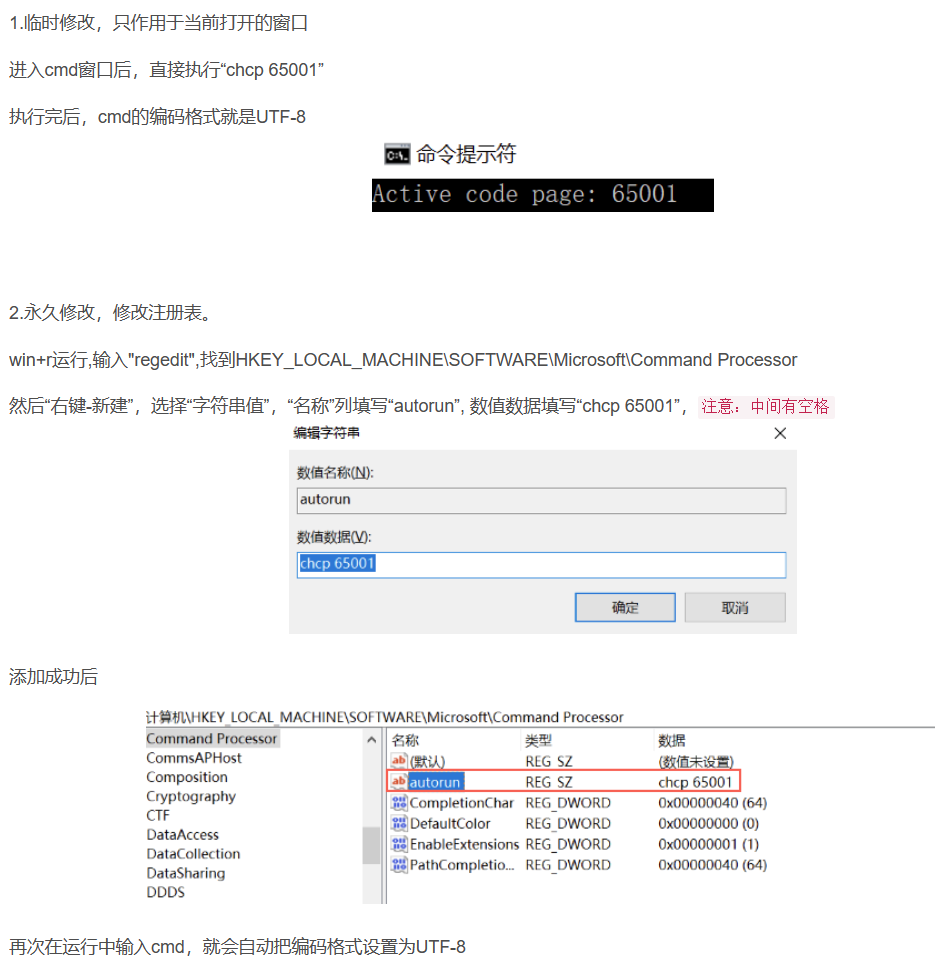 1.临时修改，只作用于当前打开的窗口
进入cmd窗口后，直接执行“chcp 65001”
执行完后，cmd的编码格式就是UTF-8
命令提示符
Active code page: 65001
2.永久修改，修改注册表。
win+r运行,输入"regedit",找到HKEY_LOCAL_MACHINE\SOFTWARE\Microsoft\Command Processor
然后“右键-新建”，选择“字符串值”，“名称”列填写“autorun”, 数值数据填写“chcp 65001”，注意：中间有空格
编辑字符串
数值名称(N):
autorun
数值数据(V):
chcp 65001
确定 取消
添加成功后
计算机\HKEY_LOCAL_MACHINE\SOFTWARE\Microsoft\Command Processor
Command Processor
CommsAPHost
Composition
Cryptography
CTF
DataAccess
DataCollection
DataSharing
DDDS
名称 类型 数据
(默认) REG_SZ (数值未设置)
autorun REG_SZ chcp 65001
CompletionChar REG_DWORD 0x00000040 (64)
DefaultColor REG_DWORD 0x00000000 (0)
EnableExtensions REG_DWORD 0x00000001 (1)
PathCompletio... REG_DWORD 0x00000040 (64)
再次在运行中输入cmd，就会自动把编码格式设置为UTF-8